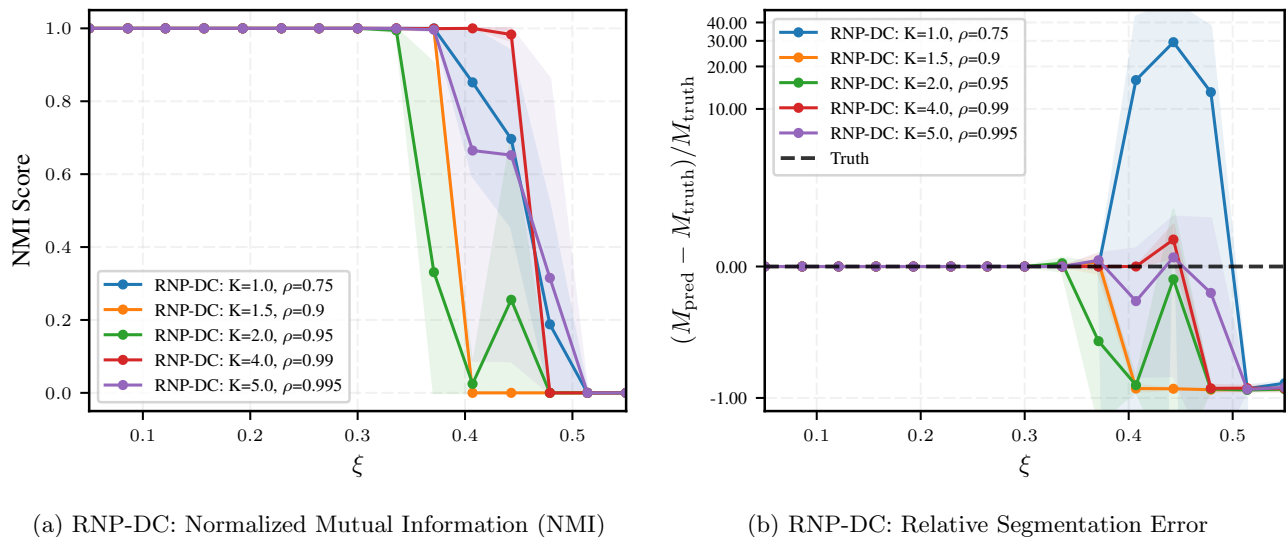 1.0
0.8
0.6
0.4
0.2
0.0
NMI Score
RNP-DC: K=1.0, ρ=0.75
RNP-DC: K=1.5, ρ=0.9
RNP-DC: K=2.0, ρ=0.95
RNP-DC: K=4.0, ρ=0.99
RNP-DC: K=5.0, ρ=0.995
0.1 0.2 0.3 0.4 0.5
ξ
(a) RNP-DC: Normalized Mutual Information (NMI)
40.00
30.00
20.00
10.00
0.00
-1.00
(M_pred − M_truth)/M_truth
RNP-DC: K=1.0, ρ=0.75
RNP-DC: K=1.5, ρ=0.9
RNP-DC: K=2.0, ρ=0.95
RNP-DC: K=4.0, ρ=0.99
RNP-DC: K=5.0, ρ=0.995
Truth
0.1 0.2 0.3 0.4 0.5
ξ
(b) RNP-DC: Relative Segmentation Error